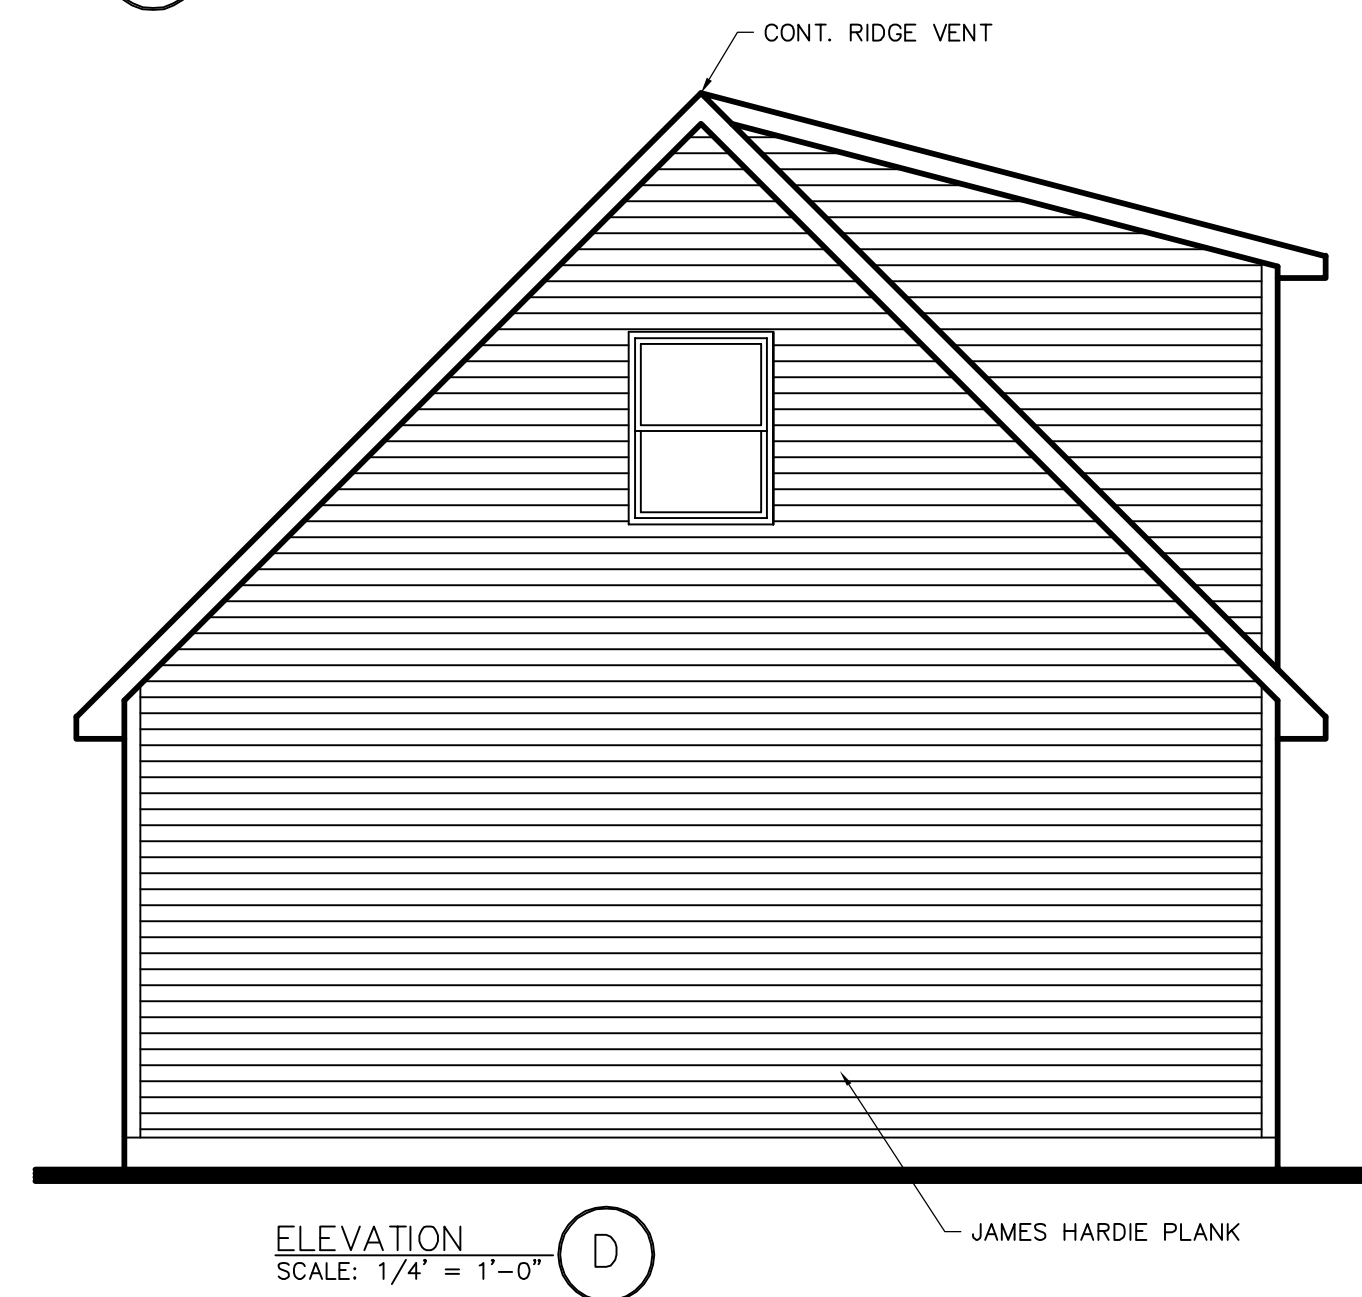 CONT. RIDGE VENT
JAMES HARDIE PLANK
ELEVATION
D
SCALE: 1/4' = 1'-0"